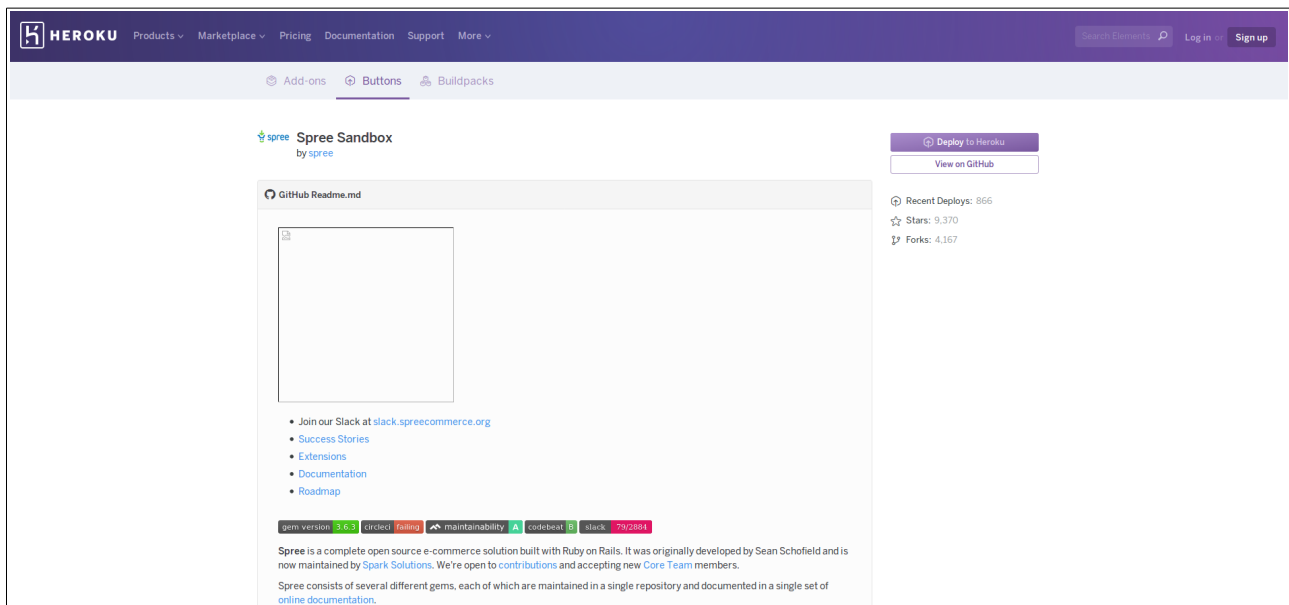 HEROKU Products Marketplace Pricing Documentation Support More Search Elements Log in or Sign up
Add-ons Buttons Buildpacks
spree Spree Sandbox
by spree
Deploy to Heroku
View on GitHub
GitHub Readme.md
Recent Deploys: 866
Stars: 9,370
Forks: 4,167
Join our Slack at slack.spreecommerce.org
Success Stories
Extensions
Documentation
Roadmap
gem version 3.6.3 circleci failing maintainability A codebeat B slack 79/2884
Spree is a complete open source e-commerce solution built with Ruby on Rails. It was originally developed by Sean Schofield and is
now maintained by Spark Solutions. We're open to contributions and accepting new Core Team members.
Spree consists of several different gems, each of which are maintained in a single repository and documented in a single set of
online documentation.